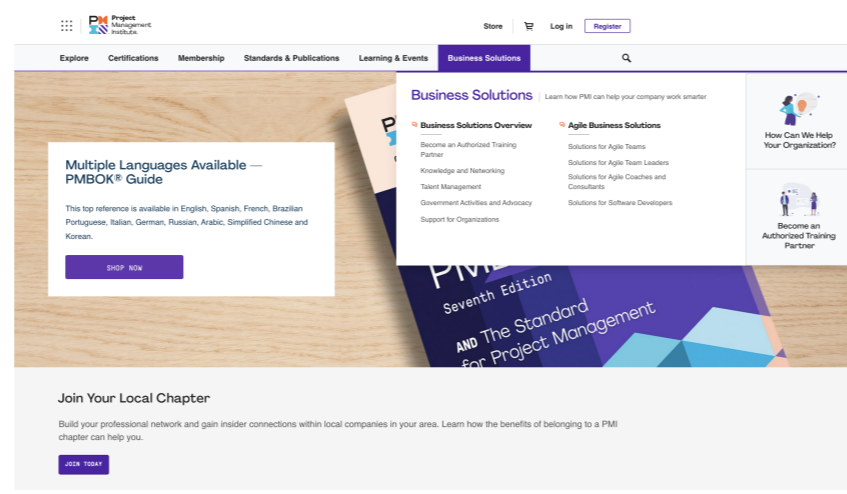 Project
Management
Institute.
Store
Log in
Register
Explore
Certifications
Membership
Standards & Publications
Learning & Events
Business Solutions
Business Solutions
Learn how PMI can help your company work smarter
Business Solutions Overview
Become an Authorized Training
Partner
Knowledge and Networking
Talent Management
Government Activities and Advocacy
Support for Organizations
Agile Business Solutions
Solutions for Agile Teams
Solutions for Agile Team Leaders
Solutions for Agile Coaches and
Consultants
Solutions for Software Developers
How Can We Help
Your Organization?
Become an
Authorized Training
Partner
Multiple Languages Available —
PMBOK® Guide
This top reference is available in English, Spanish, French, Brazilian
Portuguese, Italian, German, Russian, Arabic, Simplified Chinese and
Korean.
SHOP NOW
Seventh Edition
AND The Standard
for Project Management
Join Your Local Chapter
Build your professional network and gain insider connections within local companies in your area. Learn how the benefits of belonging to a PMI
chapter can help you.
JOIN TODAY